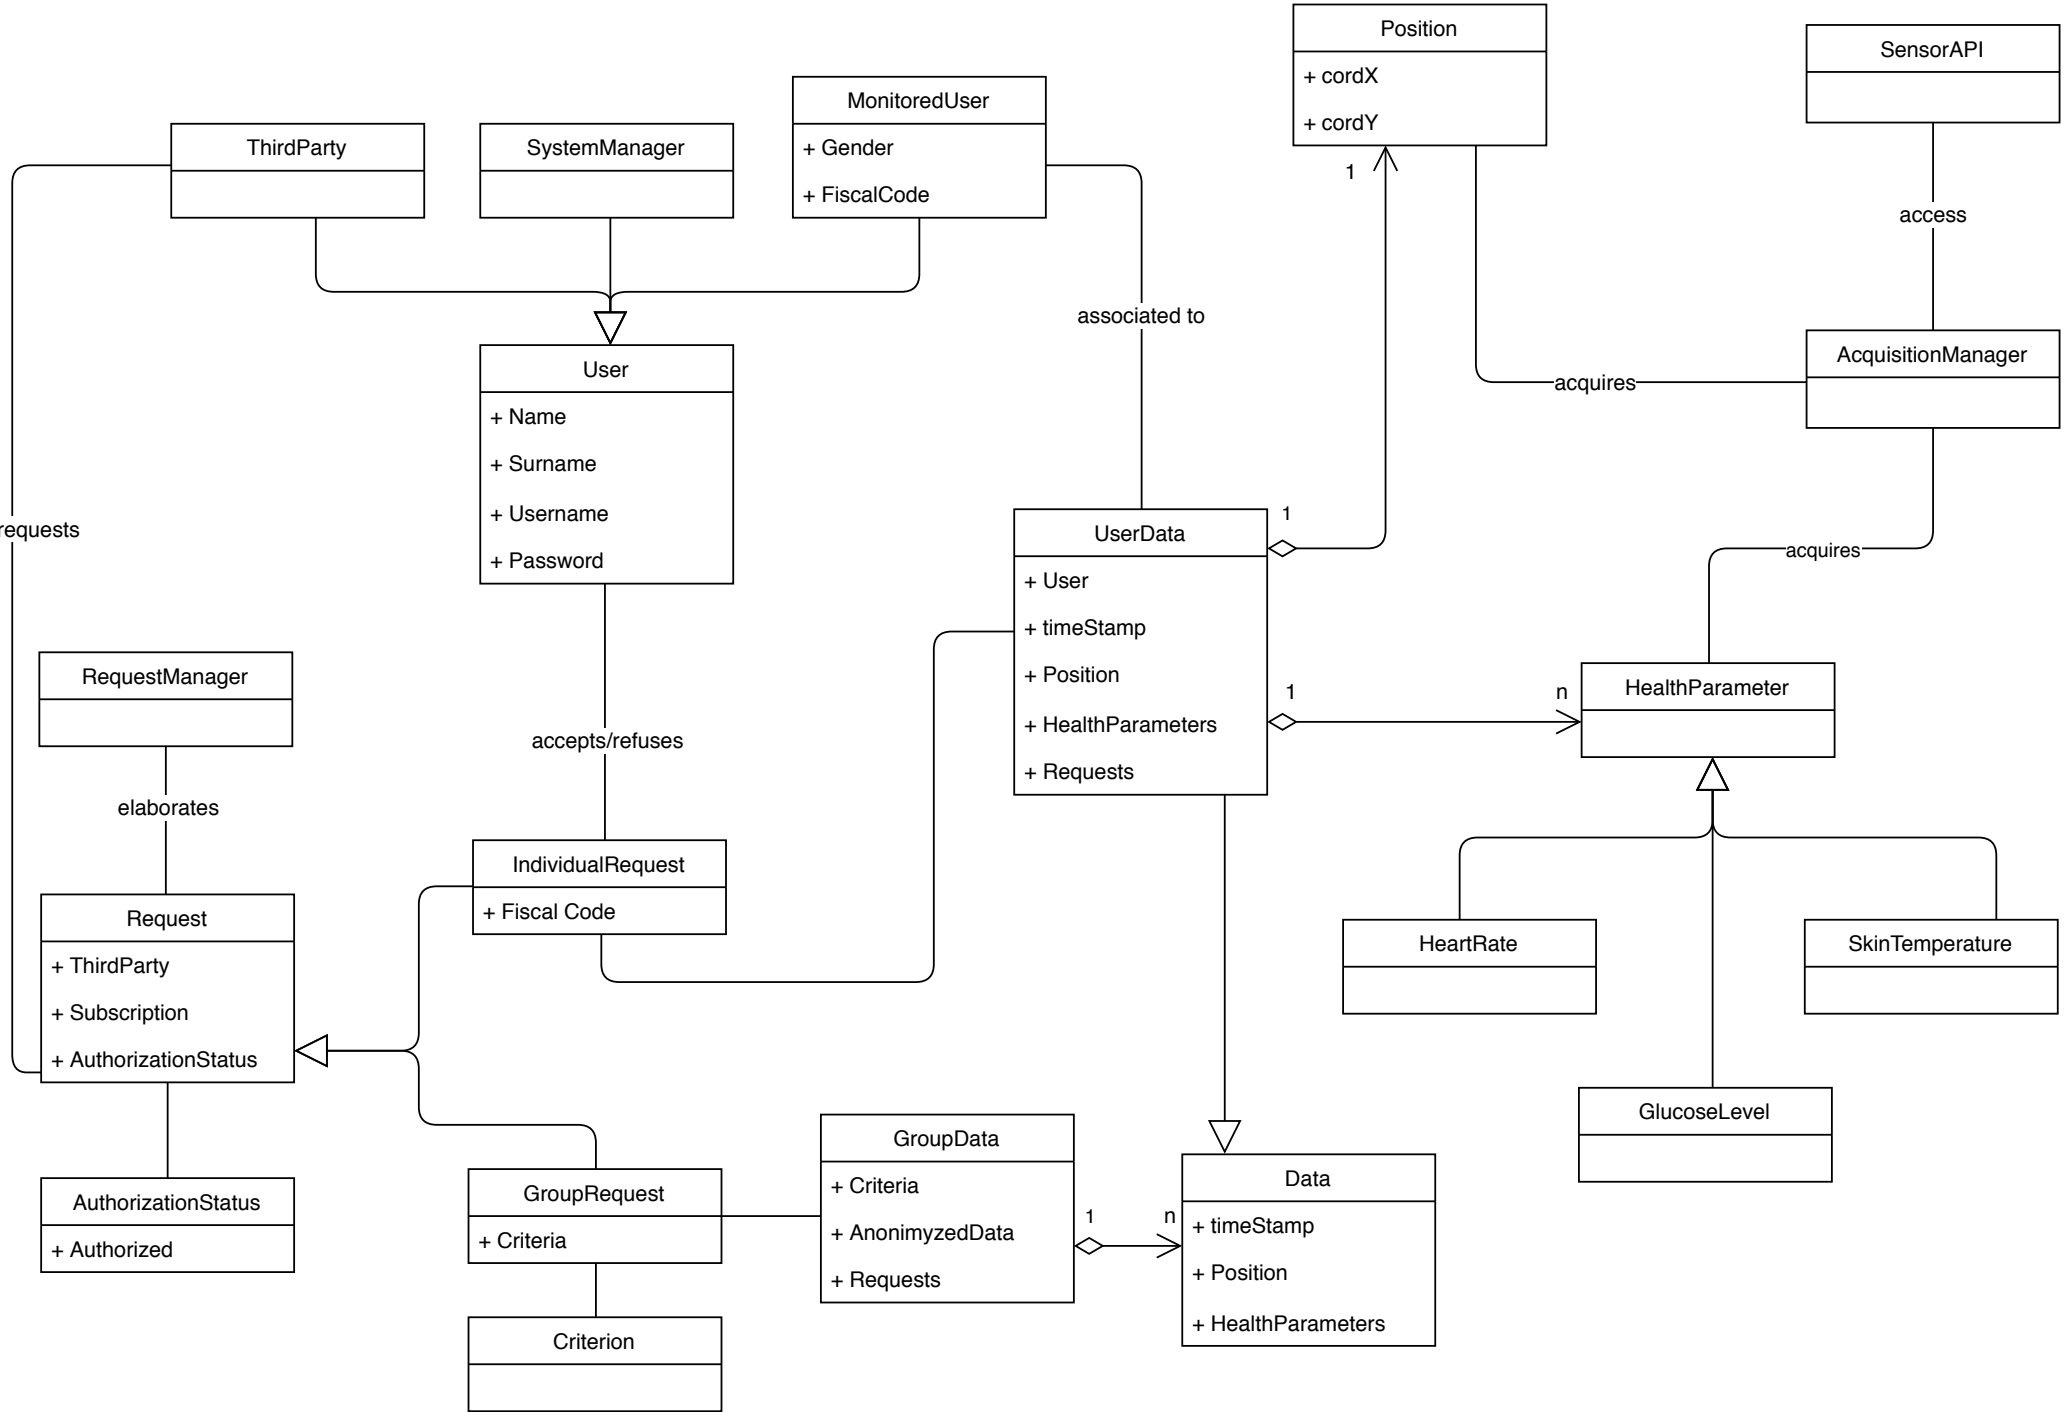 Position
+ cordX
+ cordY
1
SensorAPI
access
MonitoredUser
+ Gender
+ FiscalCode
ThirdParty
SystemManager
associated to
User
+ Name
+ Surname
+ Username
+ Password
AcquisitionManager
acquires
acquires
requests
UserData
+ User
+ timeStamp
+ Position
+ HealthParameters
+ Requests
1
1
n
HealthParameter
RequestManager
elaborates
accepts/refuses
IndividualRequest
+ Fiscal Code
Request
+ ThirdParty
+ Subscription
+ AuthorizationStatus
HeartRate
SkinTemperature
GlucoseLevel
AuthorizationStatus
+ Authorized
GroupRequest
+ Criteria
GroupData
+ Criteria
+ AnonimyzedData
+ Requests
1
n
Data
+ timeStamp
+ Position
+ HealthParameters
Criterion